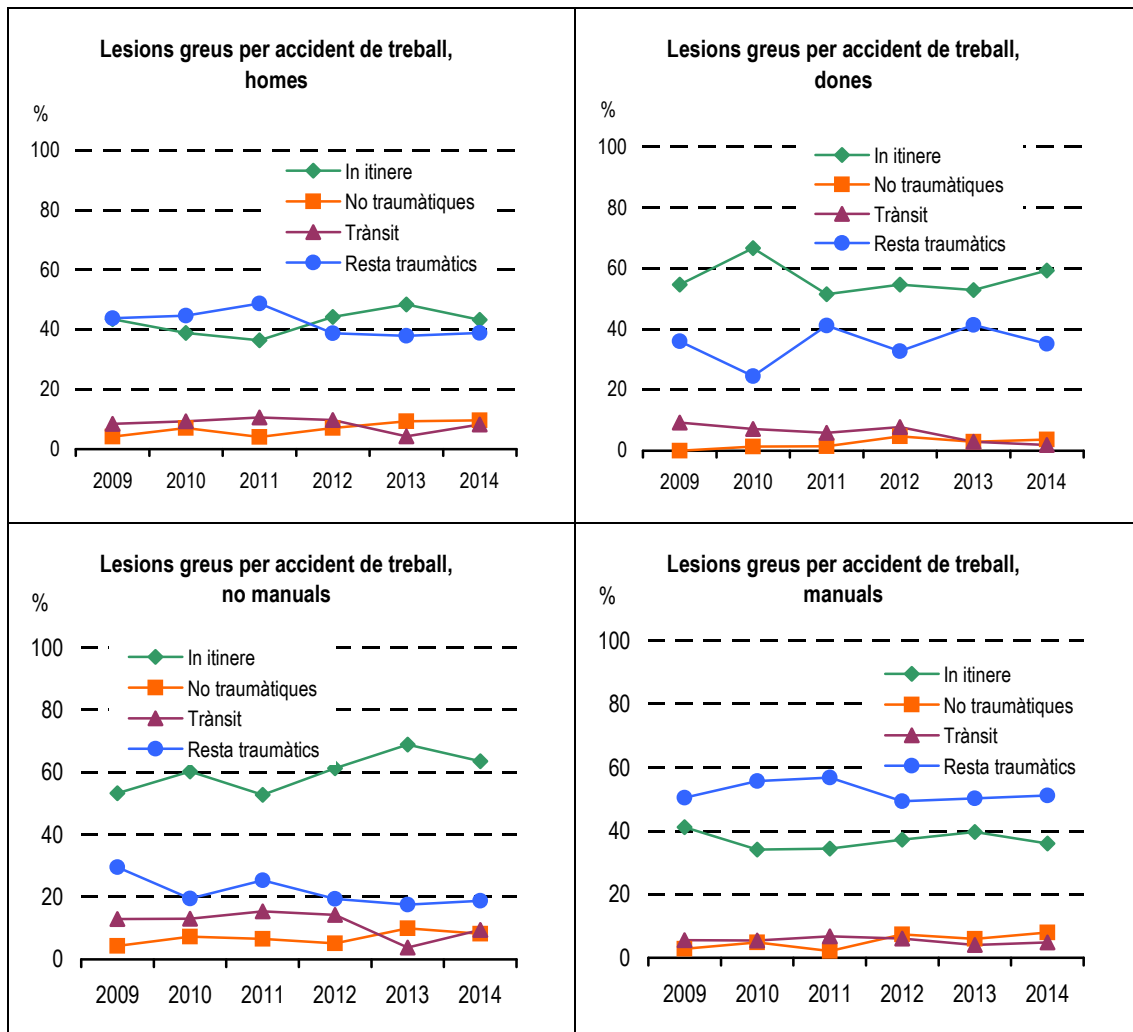 Lesions greus per accident de treball,
homes
%
100
80
60
40
20
0
In itinere
No traumàtiques
Trànsit
Resta traumàtics
2009 2010 2011 2012 2013 2014
Lesions greus per accident de treball,
dones
%
100
80
60
40
20
0
In itinere
No traumàtiques
Trànsit
Resta traumàtics
2009 2010 2011 2012 2013 2014
Lesions greus per accident de treball,
no manuals
%
100
80
60
40
20
0
In itinere
No traumàtiques
Trànsit
Resta traumàtics
2009 2010 2011 2012 2013 2014
Lesions greus per accident de treball,
manuals
%
100
80
60
40
20
0
In itinere
No traumàtiques
Trànsit
Resta traumàtics
2009 2010 2011 2012 2013 2014